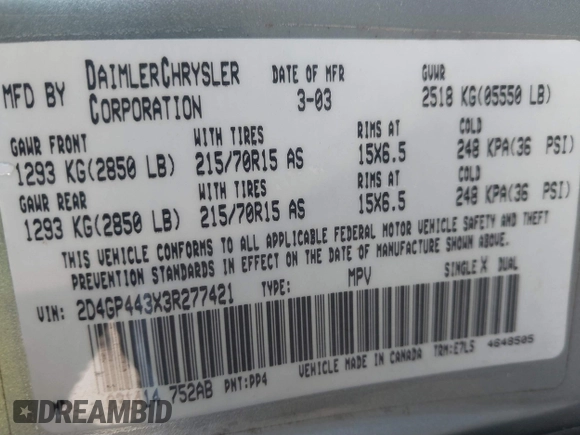 MFD BY DAIMLERCHRYSLER CORPORATION DATE OF MFR 3-03 GVWR 2518 KG(05550 LB)
GAWR FRONT WITH TIRES RIMS AT COLD
1293 KG(2850 LB) 215/70R15 AS 15X6.5 248 KPA(36 PSI)
GAWR REAR WITH TIRES RIMS AT COLD
1293 KG(2850 LB) 215/70R15 AS 15X6.5 248 KPA(36 PSI)
THIS VEHICLE CONFORMS TO ALL APPLICABLE FEDERAL MOTOR VEHICLE SAFETY AND THEFT
PREVENTION STANDARDS IN EFFECT ON THE DATE OF MANUFACTURE SHOWN ABOVE.
VIN: 2D4GP443X3R277421 TYPE: MPV SINGLE X DUAL
752AB PNT:PP4 VEHICLE MADE IN CANADA TRM:E7LS 4648505
DREAMBID